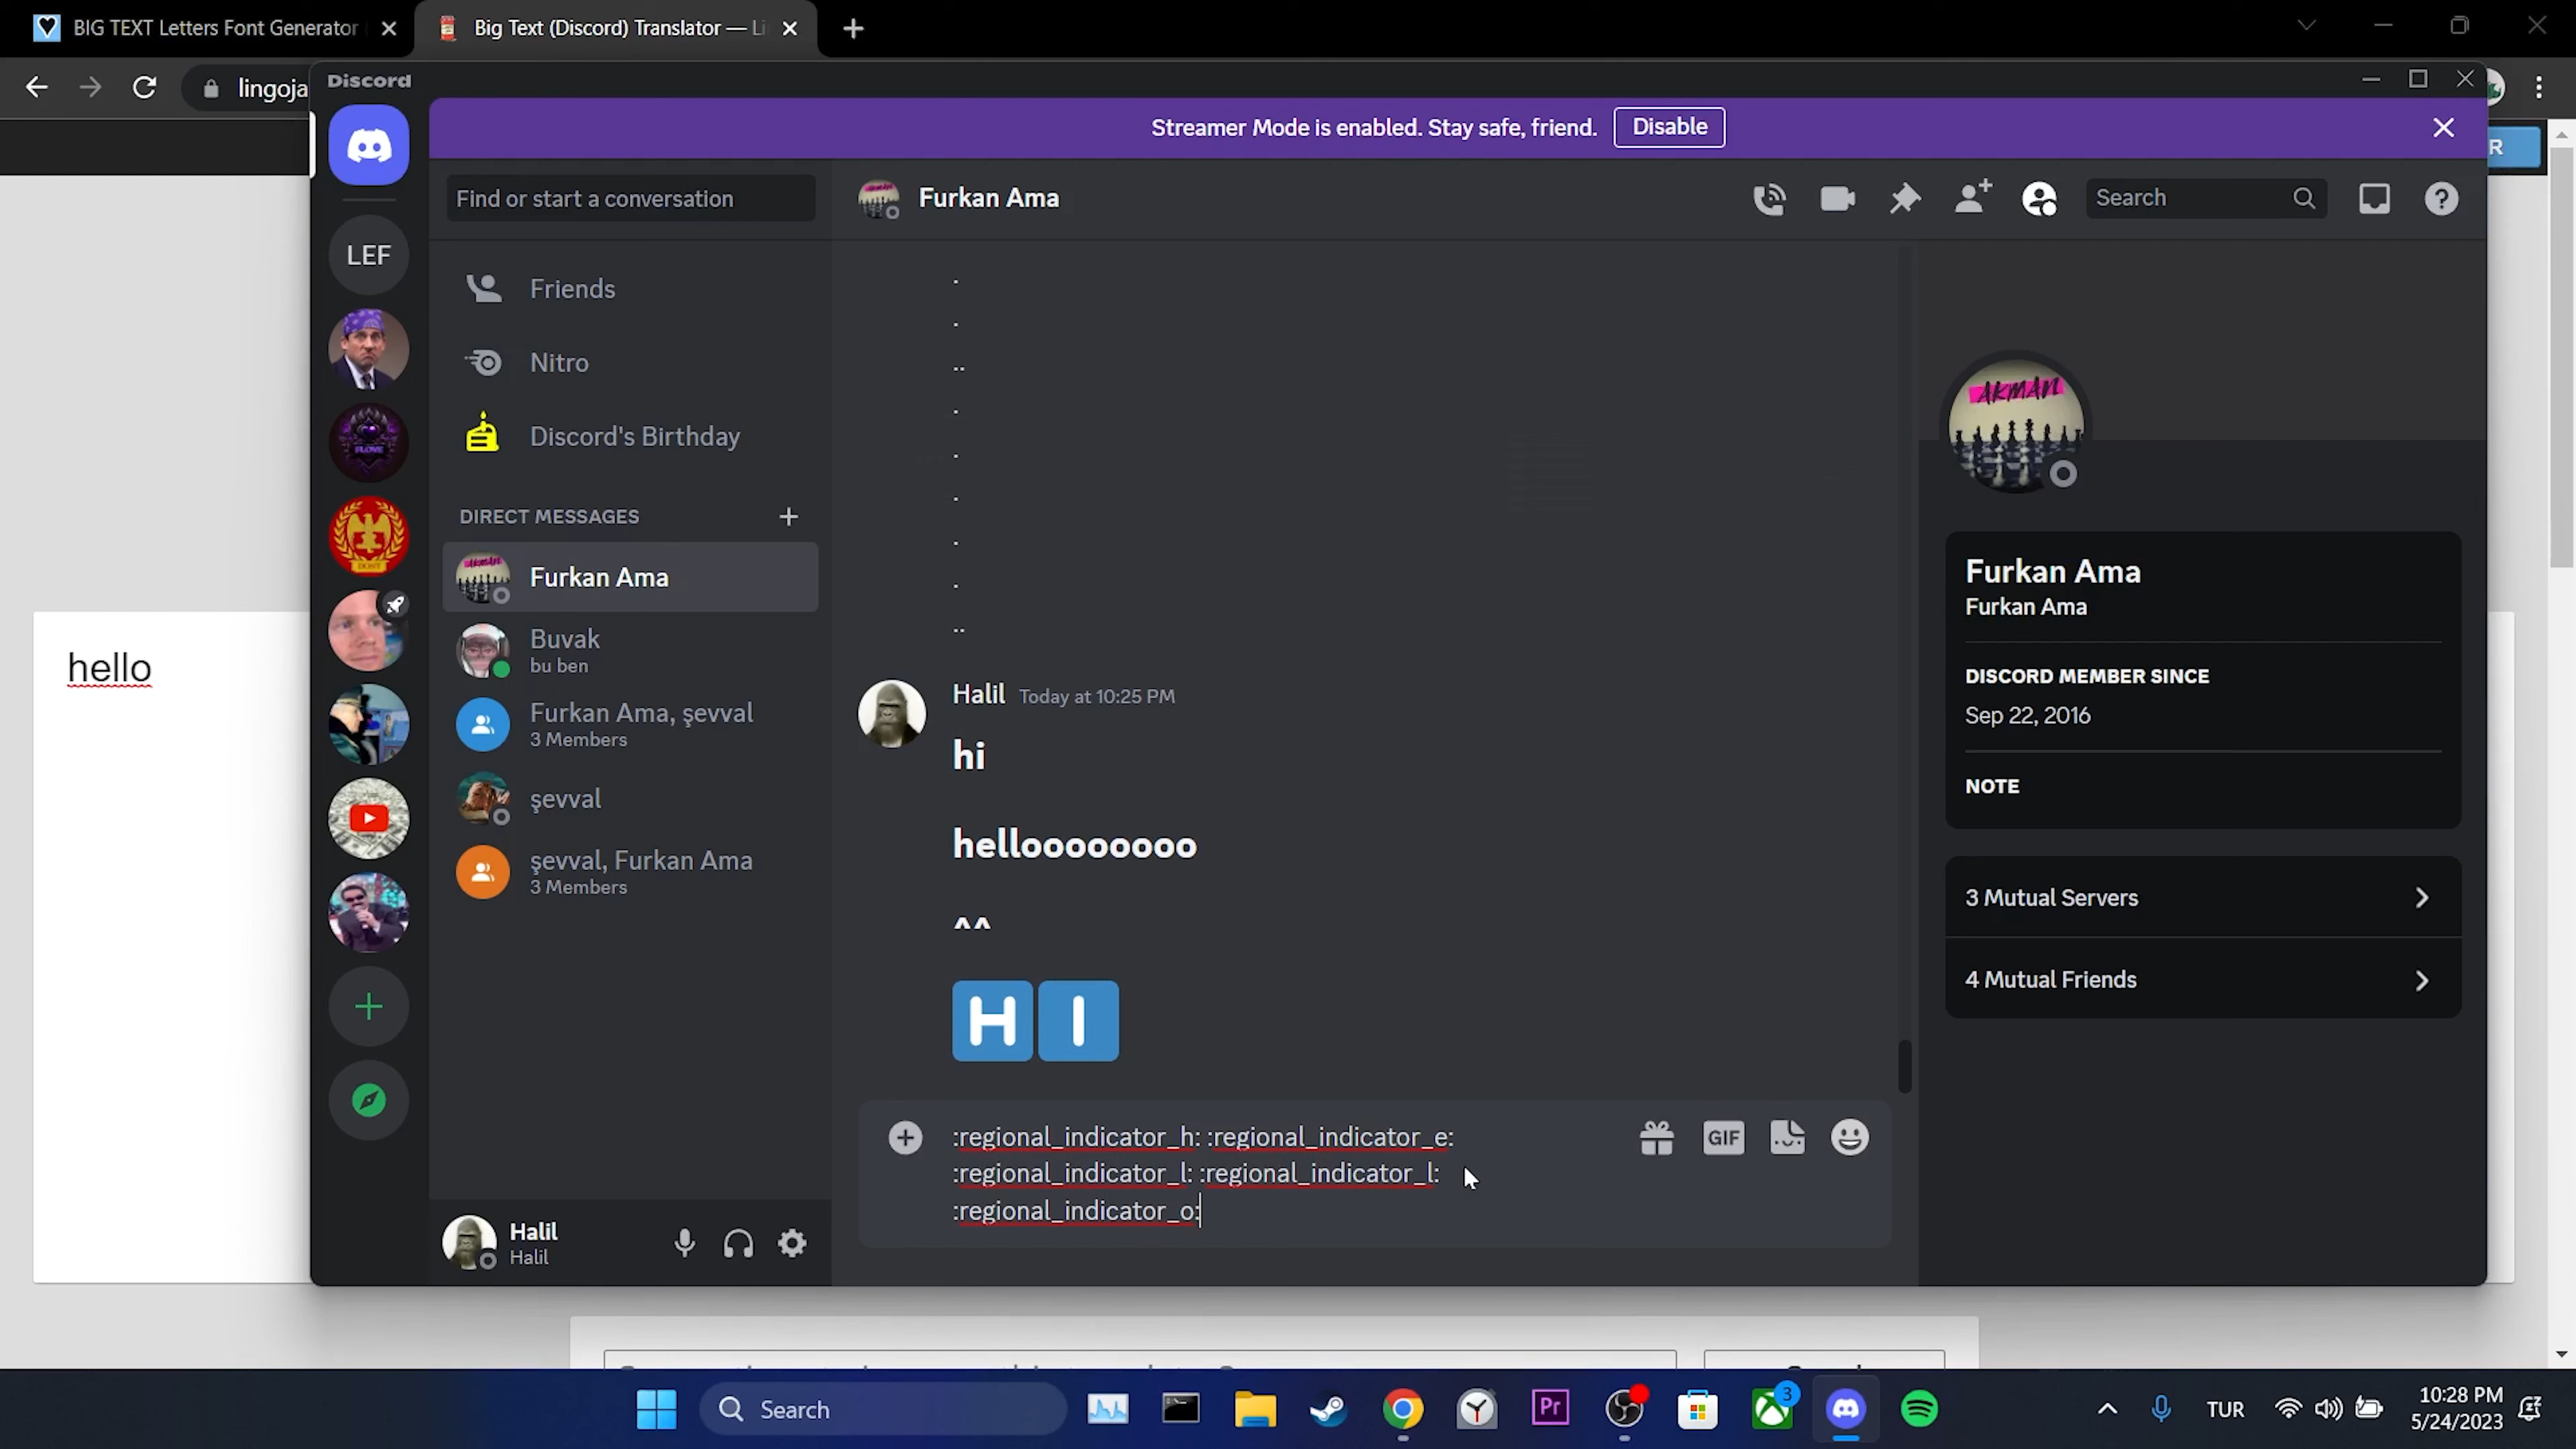 BIG TEXT Letters Font Generator
Big Text (Discord) Translator — Li
lingoja
Discord
Streamer Mode is enabled. Stay safe, friend.
Disable
R
Find or start a conversation
Furkan Ama
Search
LEF
Friends
Nitro
Discord's Birthday
DIRECT MESSAGES
Furkan Ama
Buvak
bu ben
Furkan Ama, şevval
3 Members
şevval
şevval, Furkan Ama
3 Members
hello
.
.
..
.
.
.
.
.
..
Halil Today at 10:25 PM
hi
helloooooooo
^^
H I
:regional_indicator_h: :regional_indicator_e:
:regional_indicator_l: :regional_indicator_l:
:regional_indicator_o:
GIF
AKMAN
Furkan Ama
Furkan Ama
DISCORD MEMBER SINCE
Sep 22, 2016
NOTE
3 Mutual Servers
4 Mutual Friends
Halil
Halil
Search
Pr
3
TUR
10:28 PM
5/24/2023